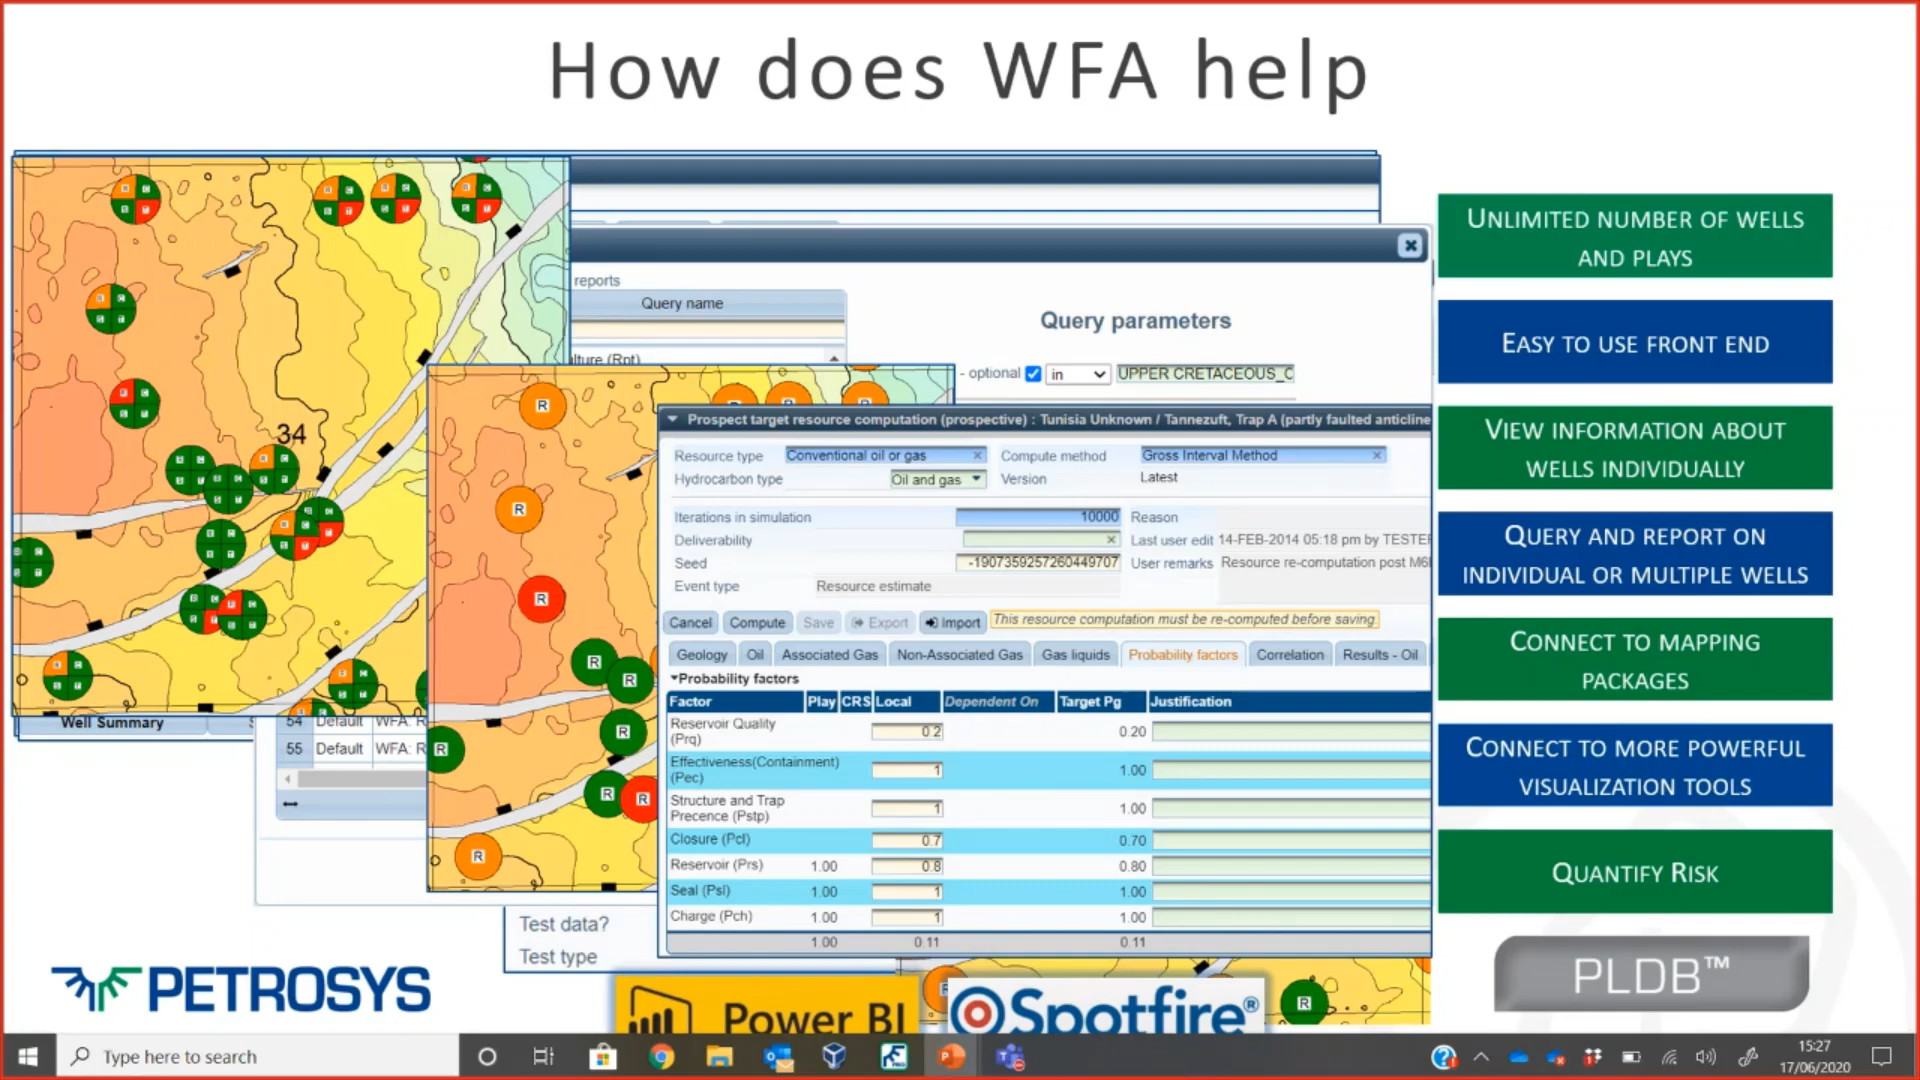 How does WFA help
reports
Query name
Query parameters
lture (Rpt)
- optional in UPPER CRETACEOUS_C
34
Prospect target resource computation (prospective) : Tunisia Unknown / Tannezuft, Trap A (partly faulted anticline
Resource type Conventional oil or gas Compute method Gross Interval Method
Hydrocarbon type Oil and gas Version Latest
Iterations in simulation 10000 Reason
Deliverability Last user edit 14-FEB-2014 05:18 pm by TESTER
Seed -1907359257260449707 User remarks Resource re-computation post M6
Event type Resource estimate
Cancel Compute Save Export Import This resource computation must be re-computed before saving
Geology Oil Associated Gas Non-Associated Gas Gas liquids Probability factors Correlation Results - Oil
Probability factors
Factor Play CRS Local Dependent On Target Pg Justification
Reservoir Quality
(Prq) 0.2 0.20
Effectiveness(Containment)
(Pec) 1 1.00
Structure and Trap
Precence (Pstp) 1 1.00
Closure (Pcl) 0.7 0.70
Reservoir (Prs) 1.00 0.8 0.80
Seal (Psl) 1.00 1 1.00
Charge (Pch) 1.00 1 1.00
1.00 0.11 0.11
Well Summary
54 Default WFA: R
55 Default WFA: R
Test data?
Test type
UNLIMITED NUMBER OF WELLS
AND PLAYS
EASY TO USE FRONT END
VIEW INFORMATION ABOUT
WELLS INDIVIDUALLY
QUERY AND REPORT ON
INDIVIDUAL OR MULTIPLE WELLS
CONNECT TO MAPPING
PACKAGES
CONNECT TO MORE POWERFUL
VISUALIZATION TOOLS
QUANTIFY RISK
PETROSYS
Power BI
Spotfire®
PLDB™
Type here to search
15:27
17/06/2020